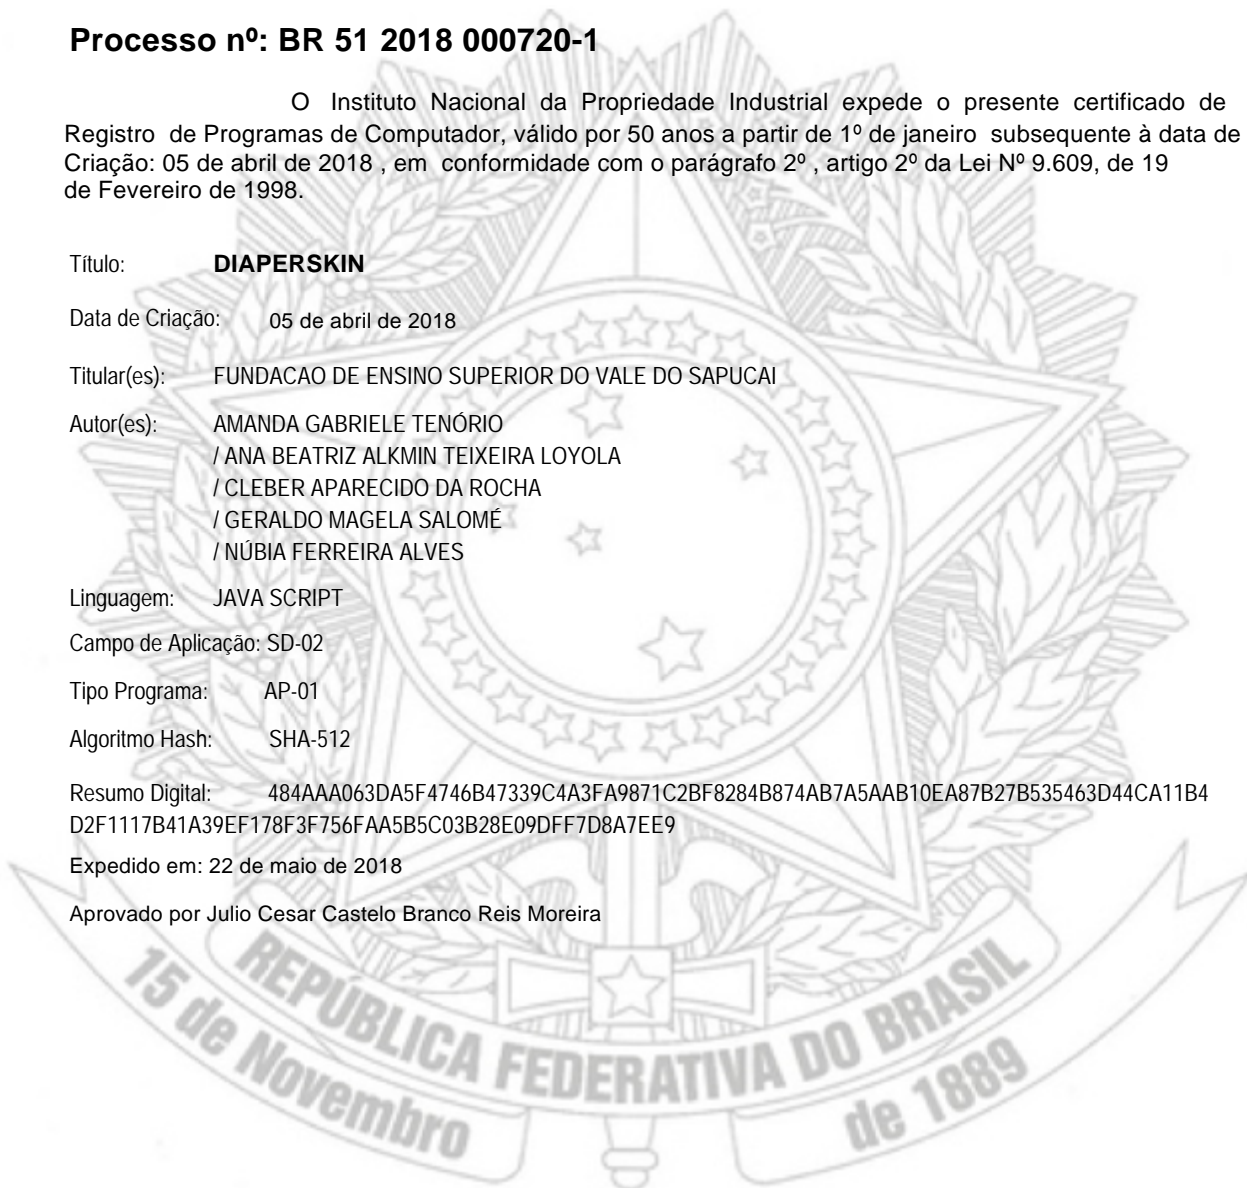 Processo nº: BR 51 2018 000720-1
O Instituto Nacional da Propriedade Industrial expede o presente certificado de
Registro de Programas de Computador, válido por 50 anos a partir de 1º de janeiro subsequente à data de
Criação: 05 de abril de 2018 , em conformidade com o parágrafo 2º , artigo 2º da Lei Nº 9.609, de 19
de Fevereiro de 1998.
Título: DIAPERSKIN
Data de Criação: 05 de abril de 2018
Titular(es): FUNDACAO DE ENSINO SUPERIOR DO VALE DO SAPUCAI
Autor(es): AMANDA GABRIELE TENÓRIO
/ ANA BEATRIZ ALKMIN TEIXEIRA LOYOLA
/ CLEBER APARECIDO DA ROCHA
/ GERALDO MAGELA SALOMÉ
/ NÚBIA FERREIRA ALVES
Linguagem: JAVA SCRIPT
Campo de Aplicação: SD-02
Tipo Programa: AP-01
Algoritmo Hash: SHA-512
Resumo Digital: 484AAA063DA5F4746B47339C4A3FA9871C2BF8284B874AB7A5AAB10EA87B27B535463D44CA11B4
D2F1117B41A39EF178F3F756FAA5B5C03B28E09DFF7D8A7EE9
Expedido em: 22 de maio de 2018
Aprovado por Julio Cesar Castelo Branco Reis Moreira
REPÚBLICA FEDERATIVA DO BRASIL
15 de Novembro de 1889